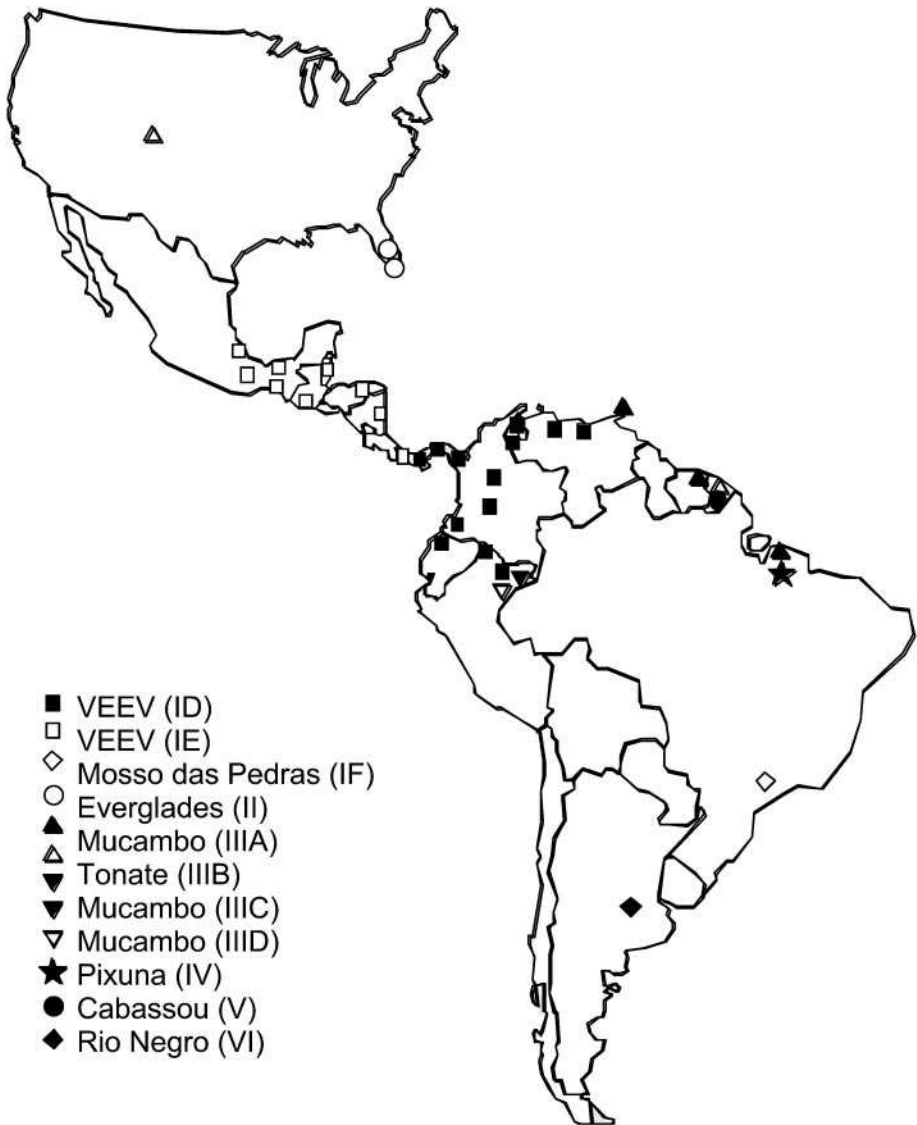 VEEV (ID)
VEEV (IE)
Mosso das Pedras (IF)
Everglades (II)
Mucambo (IIIA)
Tonate (IIIB)
Mucambo (IIIC)
Mucambo (IIID)
Pixuna (IV)
Cabassou (V)
Rio Negro (VI)